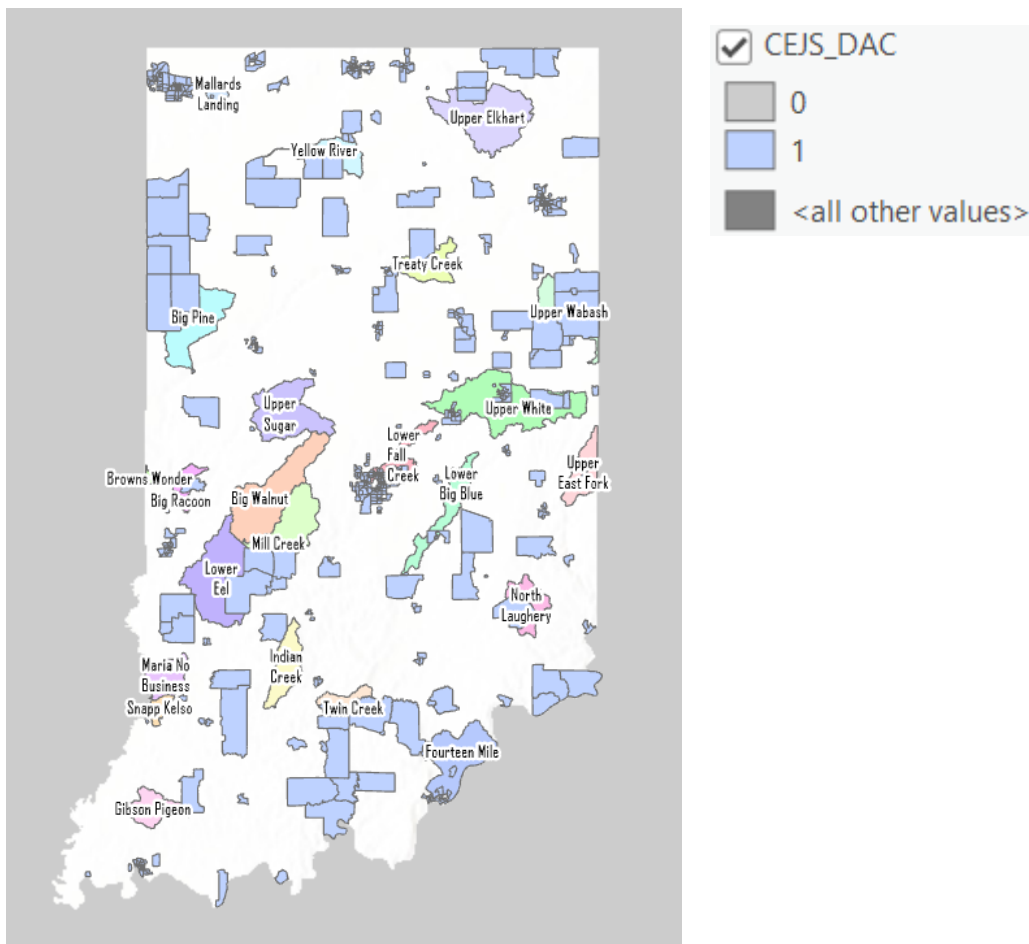 CEJS_DAC
0
1
<all other values>
Mallards
Landing
Upper Elkhart
Yellow River
Treaty Creek
Big Pine
Upper Wabash
Upper
Sugar
Upper White
Lower
Fall
Creek
Upper
East Fork
Browns Wonder
Big Racoon
Big Walnut
Lower
Big Blue
Mill Creek
Lower
Eel
North
Laughery
Indian
Creek
Maria No
Business
Snapp Kelso
Twin Creek
Fourteen Mile
Gibson Pigeon